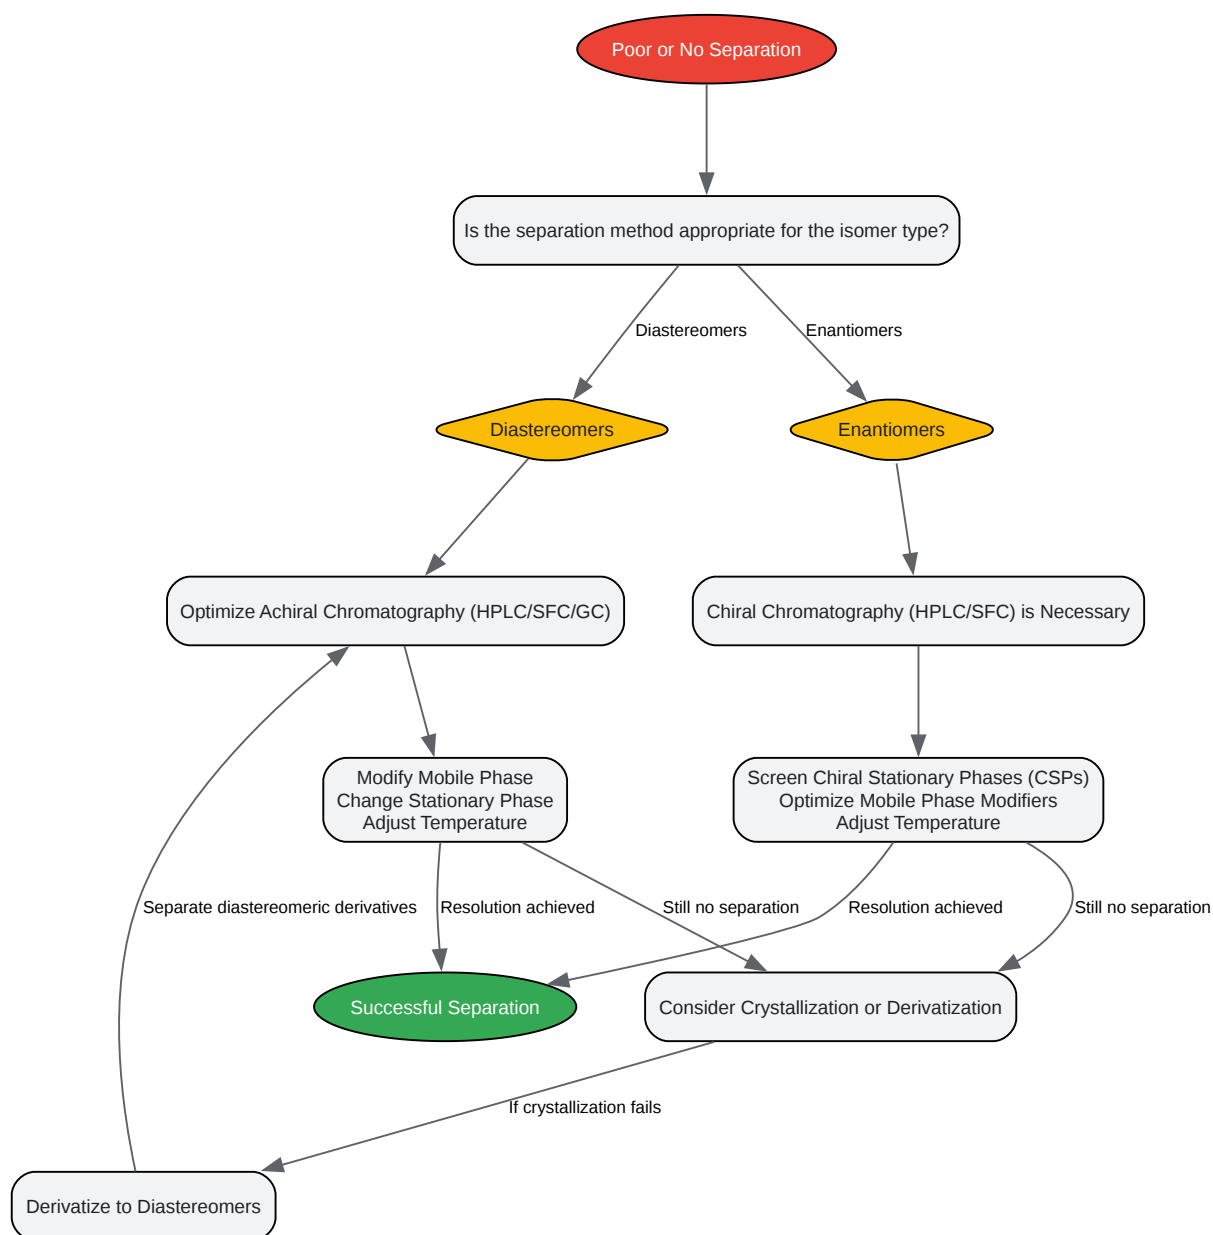 Poor or No Separation
Is the separation method appropriate for the isomer type?
Diastereomers
Enantiomers
Diastereomers
Enantiomers
Optimize Achiral Chromatography (HPLC/SFC/GC)
Chiral Chromatography (HPLC/SFC) is Necessary
Modify Mobile Phase
Change Stationary Phase
Adjust Temperature
Screen Chiral Stationary Phases (CSPs)
Optimize Mobile Phase Modifiers
Adjust Temperature
Separate diastereomeric derivatives
Resolution achieved
Still no separation
Resolution achieved
Still no separation
Successful Separation
Consider Crystallization or Derivatization
If crystallization fails
Derivatize to Diastereomers